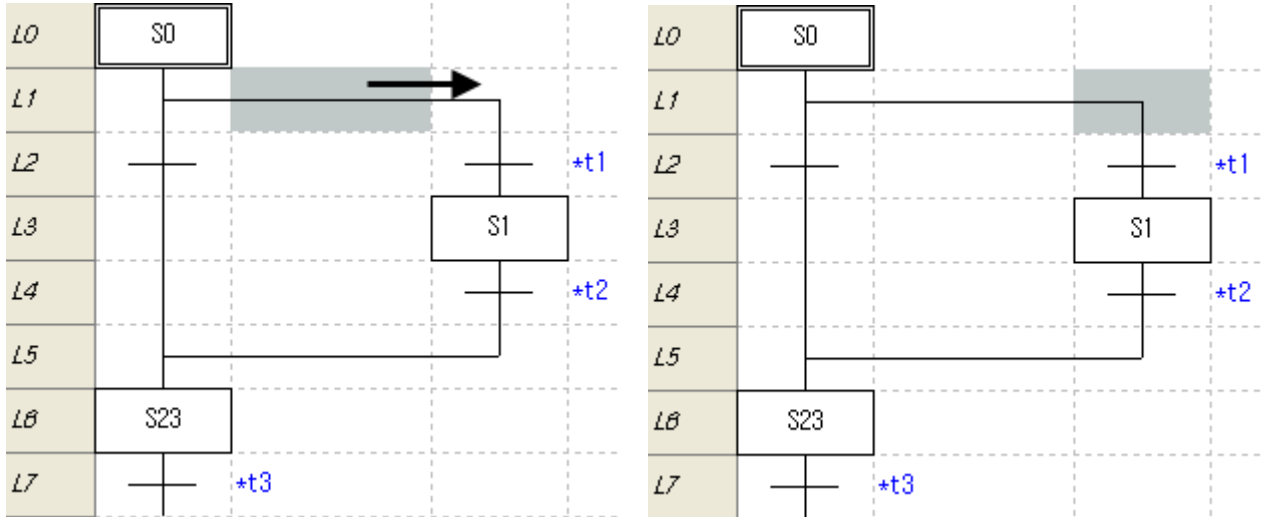 L0 S0
L1
L2 *t1
L3 S1
L4 *t2
L5
L6 S23
L7 *t3
L0 S0
L1
L2 *t1
L3 S1
L4 *t2
L5
L6 S23
L7 *t3